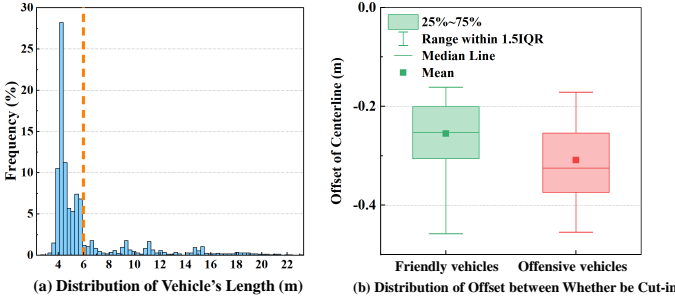 30
25
20
15
10
5
0
Frequency (%)
4 6 8 10 12 14 16 18 20 22
(a) Distribution of Vehicle's Length (m)
0.0
-0.2
-0.4
Offset of Centerline (m)
25%~75%
Range within 1.5IQR
Median Line
Mean
Friendly vehicles Offensive vehicles
(b) Distribution of Offset between Whether be Cut-in